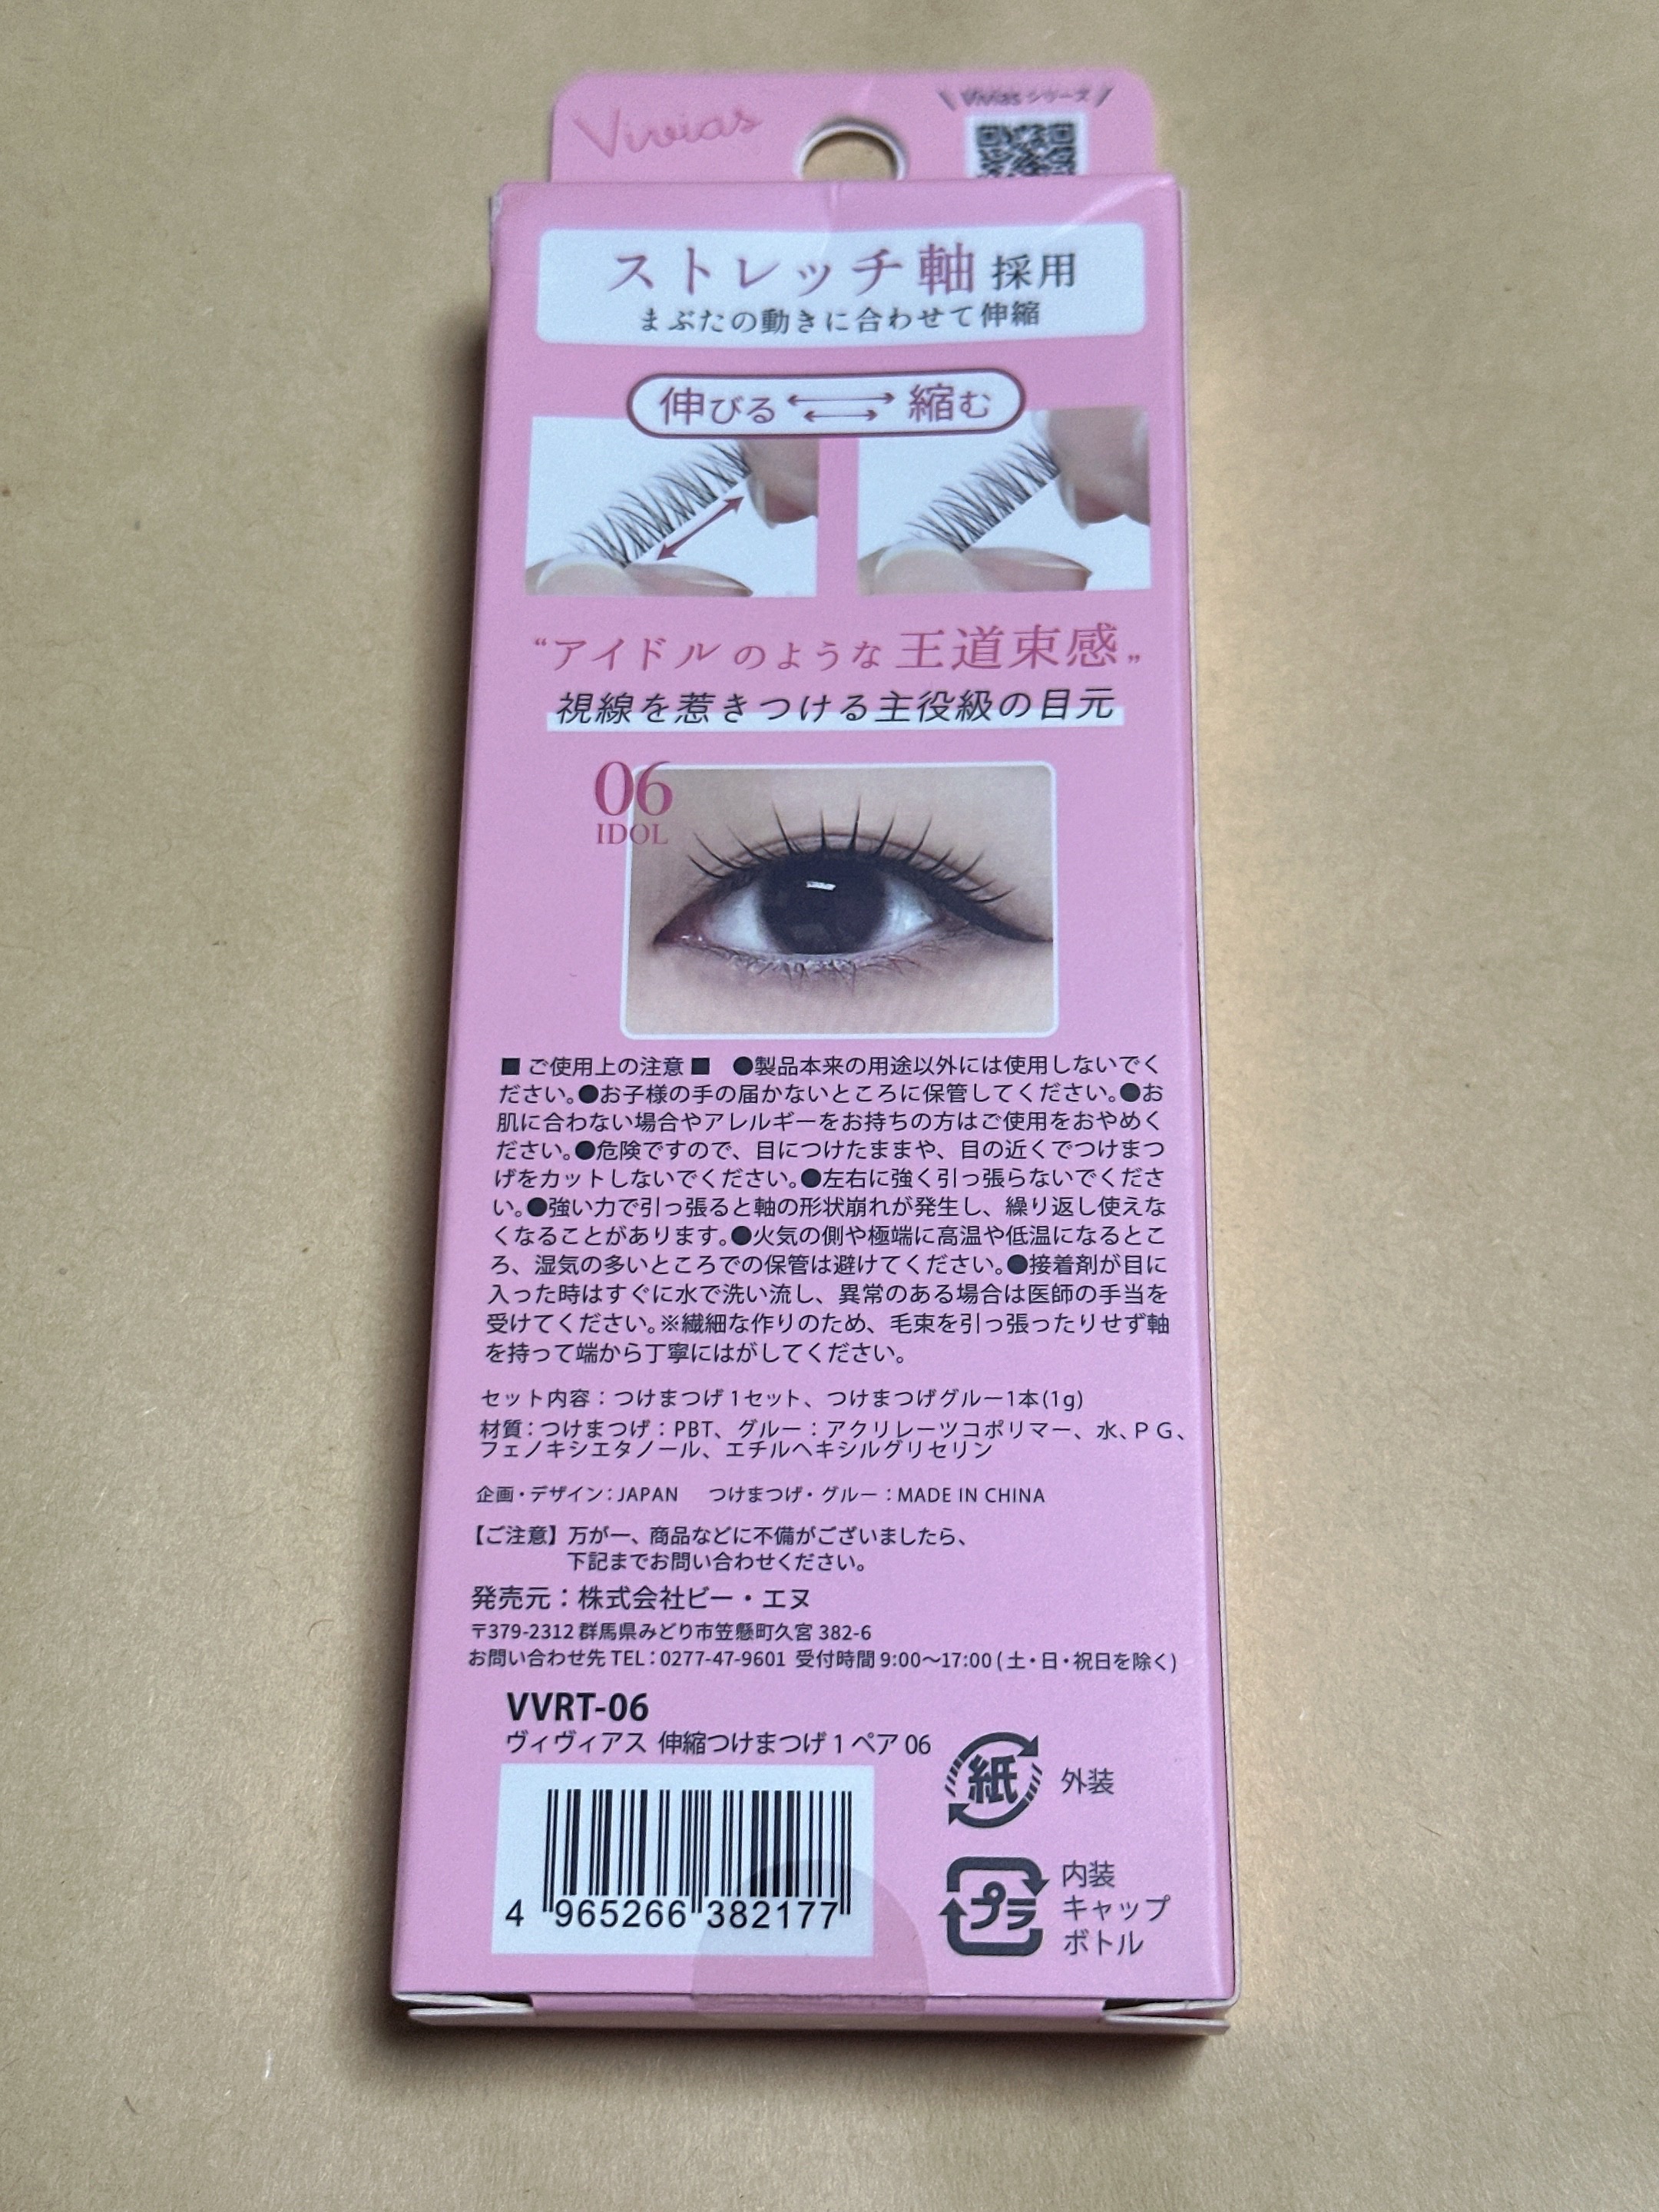 Vivias
Vivias シリーズ
ストレッチ軸 採用
まぶたの動きに合わせて伸縮
伸びる 縮む
“アイドルのような 王道束感„
視線を惹きつける主役級の目元
06
IDOL
■ ご使用上の注意 ■ ●製品本来の用途以外には使用しないでく
ださい。●お子様の手の届かないところに保管してください。●お
肌に合わない場合やアレルギーをお持ちの方はご使用をおやめく
ださい。●危険ですので、目につけたままや、目の近くでつけまつ
げをカットしないでください。●左右に強く引っ張らないでくださ
い。●強い力で引っ張ると軸の形状崩れが発生し、繰り返し使えな
くなることがあります。●火気の側や極端に高温や低温になるとこ
ろ、湿気の多いところでの保管は避けてください。●接着剤が目に
入った時はすぐに水で洗い流し、異常のある場合は医師の手当を
受けてください。※繊細な作りのため、毛束を引っ張ったりせず軸
を持って端から丁寧にはがしてください。
セット内容：つけまつげ1セット、つけまつげグルー1本(1g)
材質：つけまつげ：PBT、グルー：アクリレーツコポリマー、水、ＰＧ、
フェノキシエタノール、エチルヘキシルグリセリン
企画・デザイン：JAPAN つけまつげ・グルー：MADE IN CHINA
【ご注意】万が一、商品などに不備がございましたら、
下記までお問い合わせください。
発売元：株式会社ビー・エヌ
〒379-2312 群馬県みどり市笠懸町久宮 382-6
お問い合わせ先 TEL：0277-47-9601 受付時間 9:00～17:00 (土・日・祝日を除く)
VVRT-06
ヴィヴィアス 伸縮つけまつげ 1 ペア 06
紙 外装
4 965266 382177
プラ 内装
キャップ
ボトル